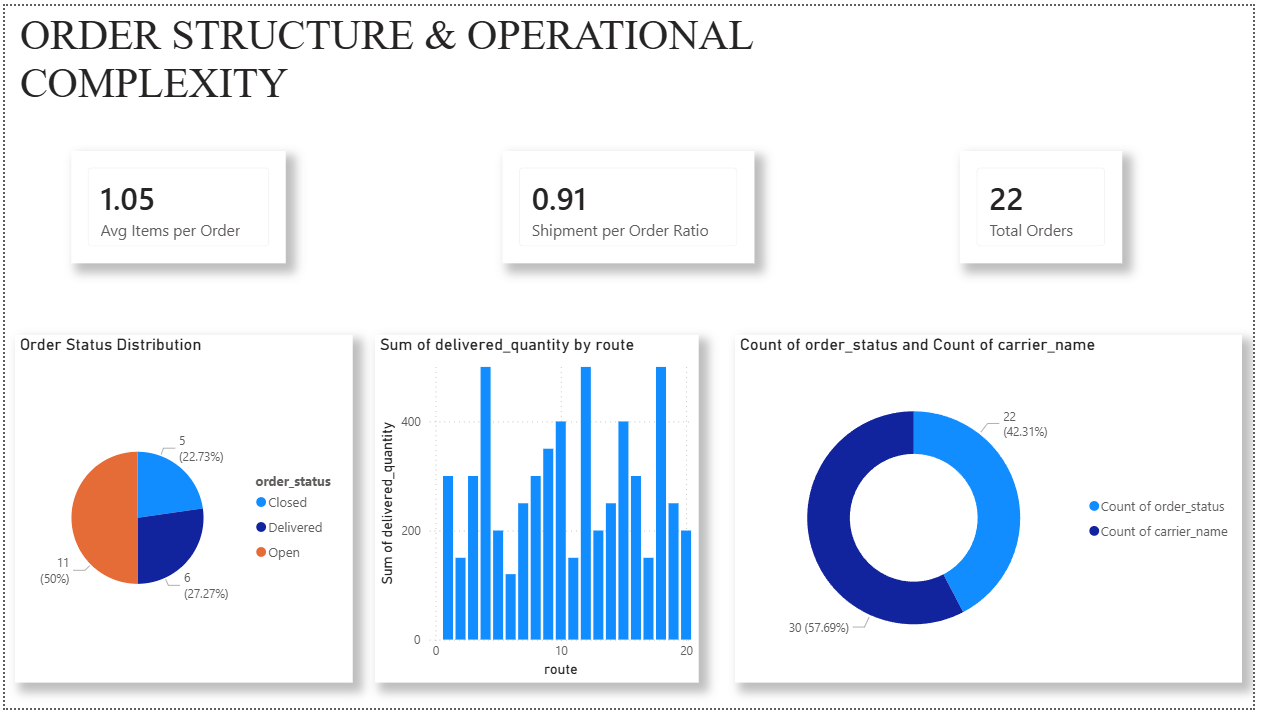 ORDER STRUCTURE & OPERATIONAL
COMPLEXITY
1.05
Avg Items per Order
0.91
Shipment per Order Ratio
22
Total Orders
Order Status Distribution
5
(22.73%)
order_status
Closed
Delivered
Open
11
(50%)
6
(27.27%)
Sum of delivered_quantity by route
Sum of delivered_quantity
400
200
0
0
10
20
route
Count of order_status and Count of carrier_name
22
(42.31%)
Count of order_status
Count of carrier_name
30 (57.69%)